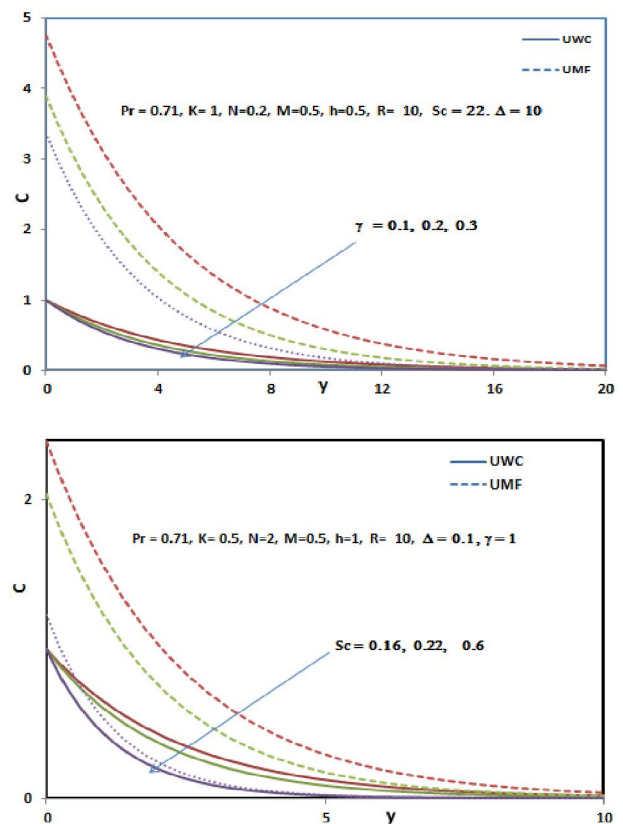 5
4
3
2
1
0
C
UWC
UMF
Pr = 0.71, K= 1, N=0.2, M=0.5, h=0.5, R= 10, Sc = 22. Δ = 10
γ = 0.1, 0.2, 0.3
0 4 8 y 12 16 20
2
0
C
UWC
UMF
Pr = 0.71, K= 0.5, N=2, M=0.5, h=1, R= 10, Δ = 0.1, γ = 1
Sc = 0.16, 0.22, 0.6
0 5 y 10